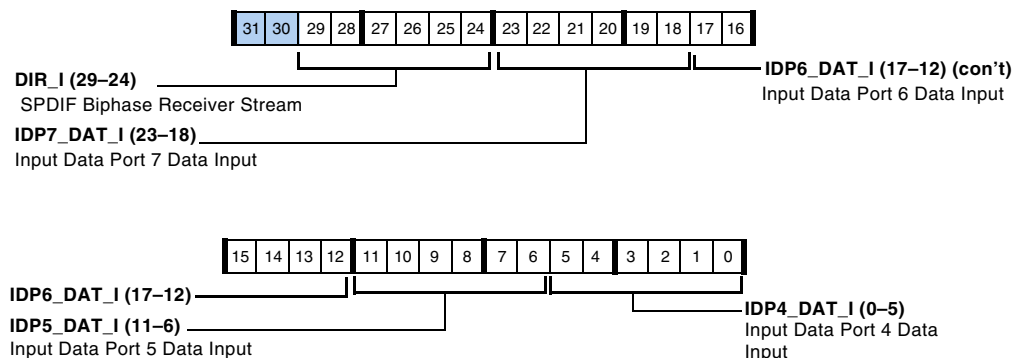 31 30 29 28 27 26 25 24 23 22 21 20 19 18 17 16
DIR_I (29–24)
SPDIF Biphase Receiver Stream
IDP7_DAT_I (23–18)
Input Data Port 7 Data Input
IDP6_DAT_I (17–12) (con't)
Input Data Port 6 Data Input
15 14 13 12 11 10 9 8 7 6 5 4 3 2 1 0
IDP6_DAT_I (17–12)
IDP5_DAT_I (11–6)
Input Data Port 5 Data Input
IDP4_DAT_I (0–5)
Input Data Port 4 Data
Input